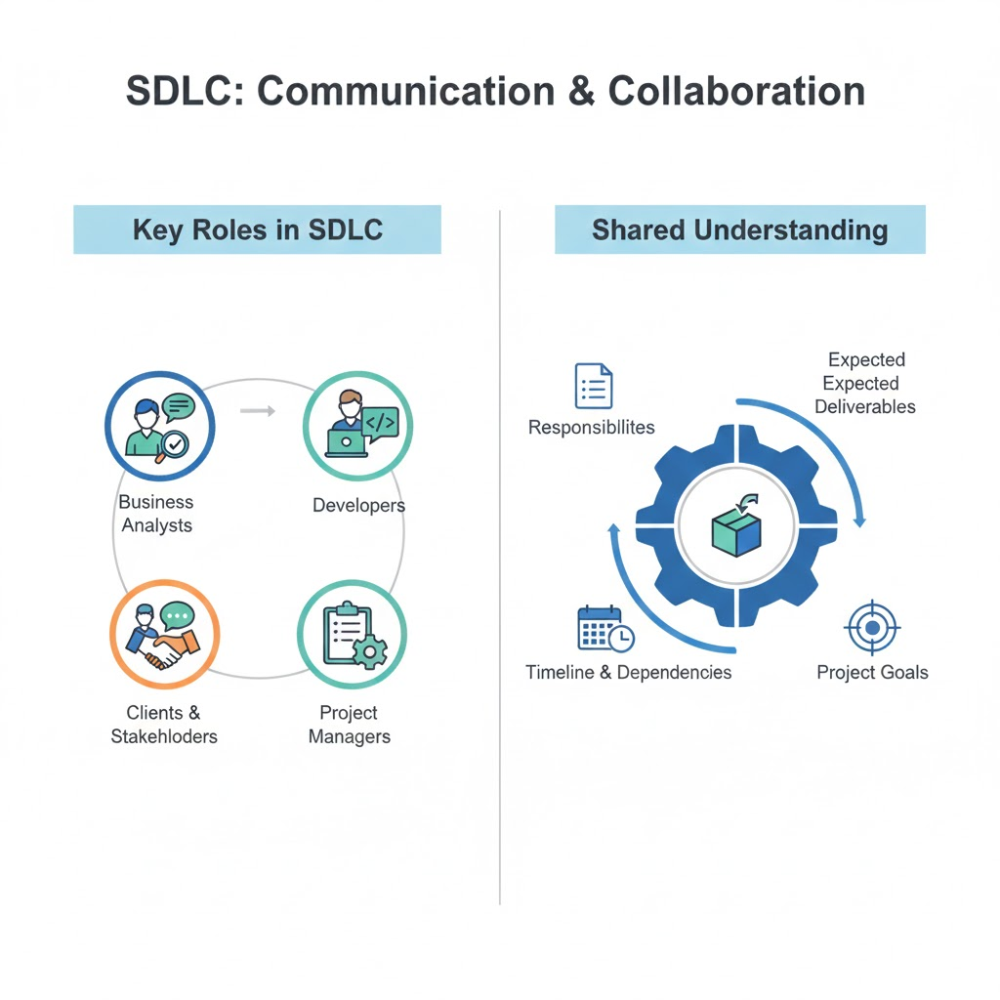 SDLC: Communication & Collaboration
Key Roles in SDLC
Business
Analysts
Developers
Clients &
Stakehloders
Project
Managers
Shared Understanding
Responsibllites
Expected
Expected
Deliverables
Timeline & Dependencies
Project Goals